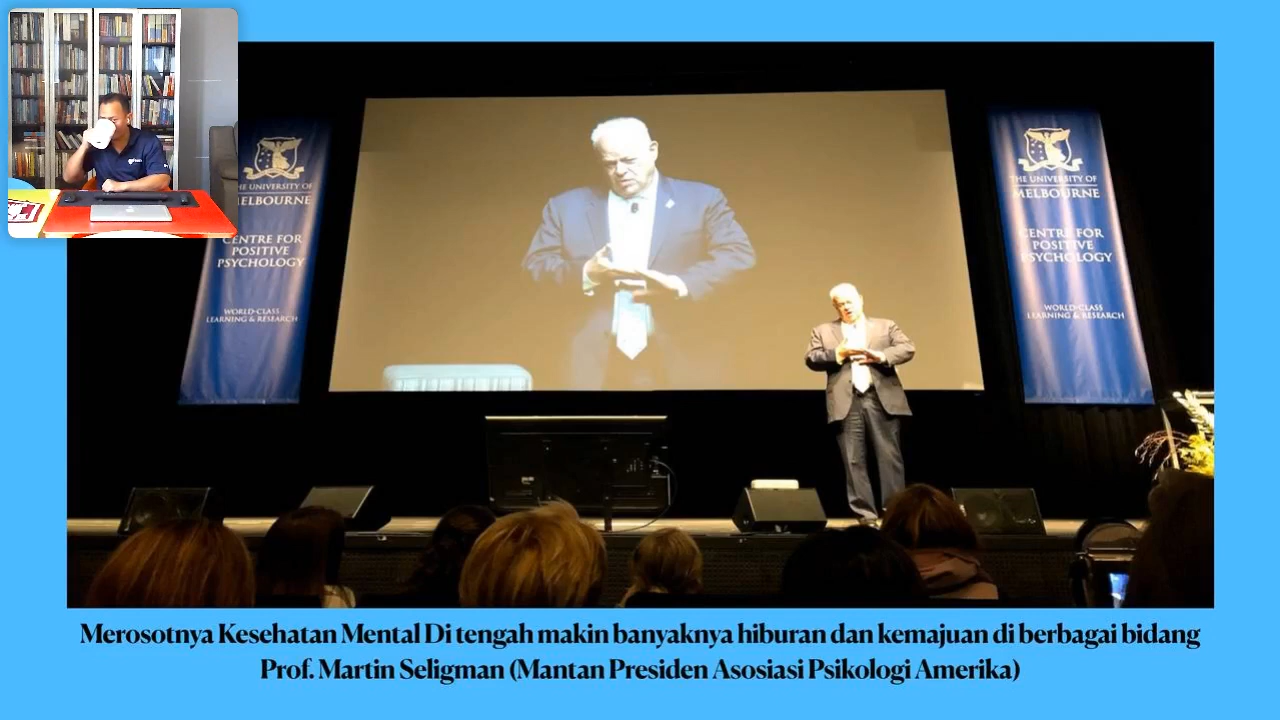 THE UNIVERSITY OF
MELBOURNE
CENTRE FOR
POSITIVE
PSYCHOLOGY
WORLD-CLASS
LEARNING & RESEARCH
THE UNIVERSITY OF
MELBOURNE
CENTRE FOR
POSITIVE
PSYCHOLOGY
WORLD-CLASS
LEARNING & RESEARCH
Merosotnya Kesehatan Mental Di tengah makin banyaknya hiburan dan kemajuan di berbagai bidang
Prof. Martin Seligman (Mantan Presiden Asosiasi Psikologi Amerika)